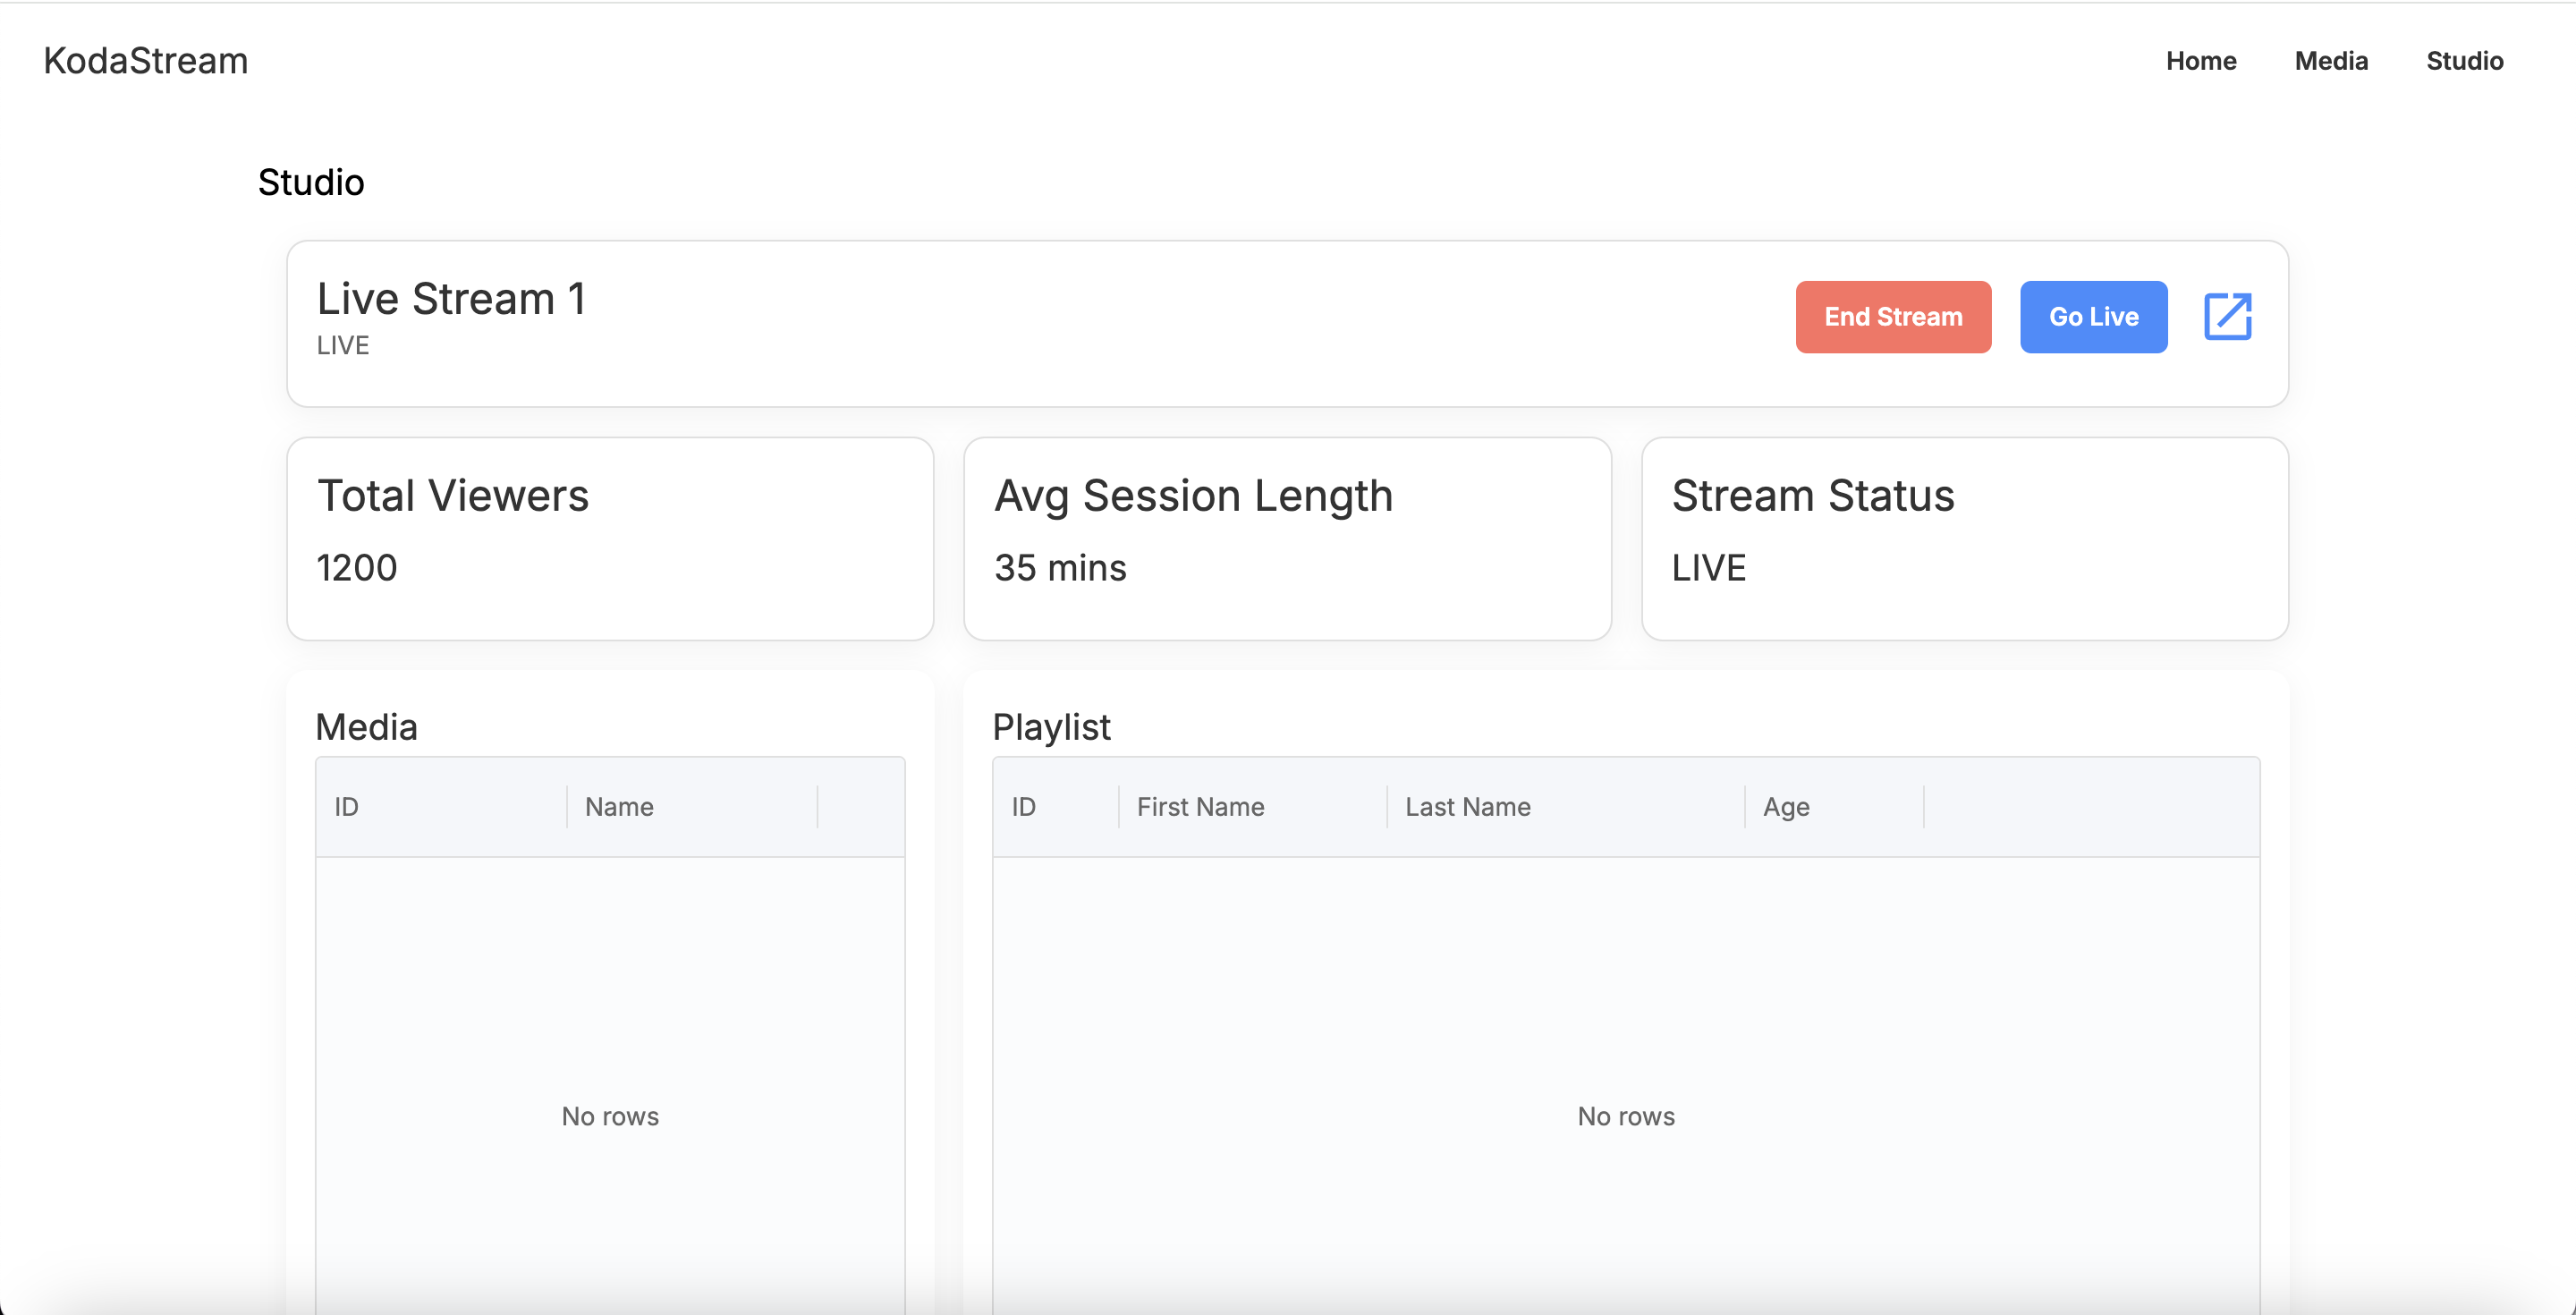 KodaStream
Home Media Studio
Studio
Live Stream 1
LIVE
End Stream
Go Live
Total Viewers
1200
Avg Session Length
35 mins
Stream Status
LIVE
Media
ID Name
No rows
Playlist
ID First Name Last Name Age
No rows